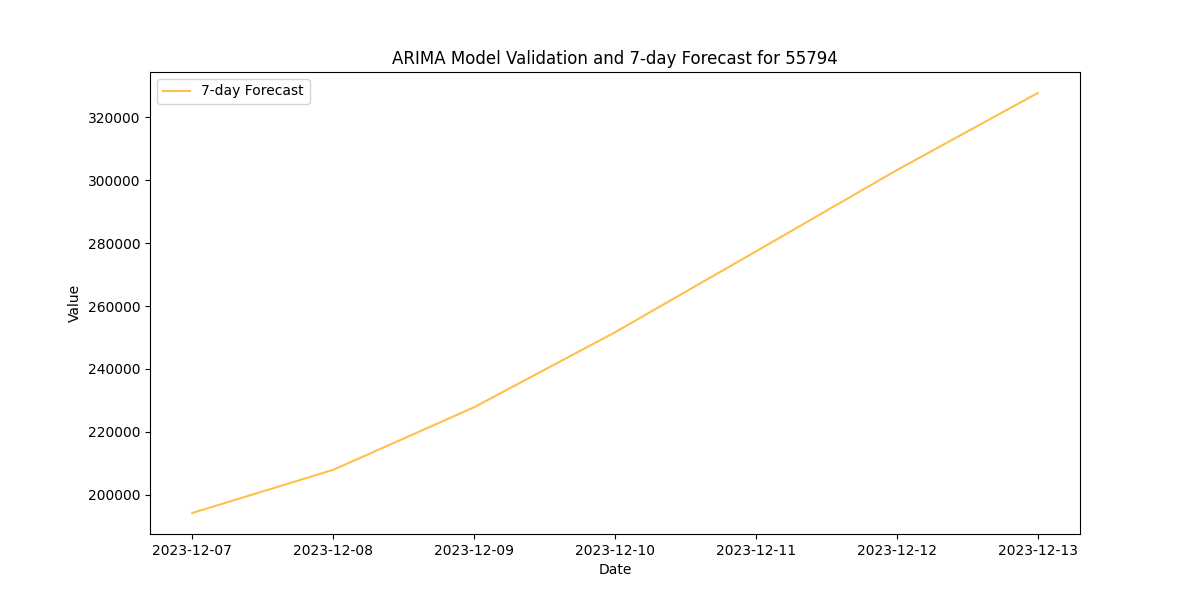 ARIMA Model Validation and 7-day Forecast for 55794
7-day Forecast
320000
300000
280000
260000
240000
220000
200000
Value
2023-12-07 2023-12-08 2023-12-09 2023-12-10 2023-12-11 2023-12-12 2023-12-13
Date